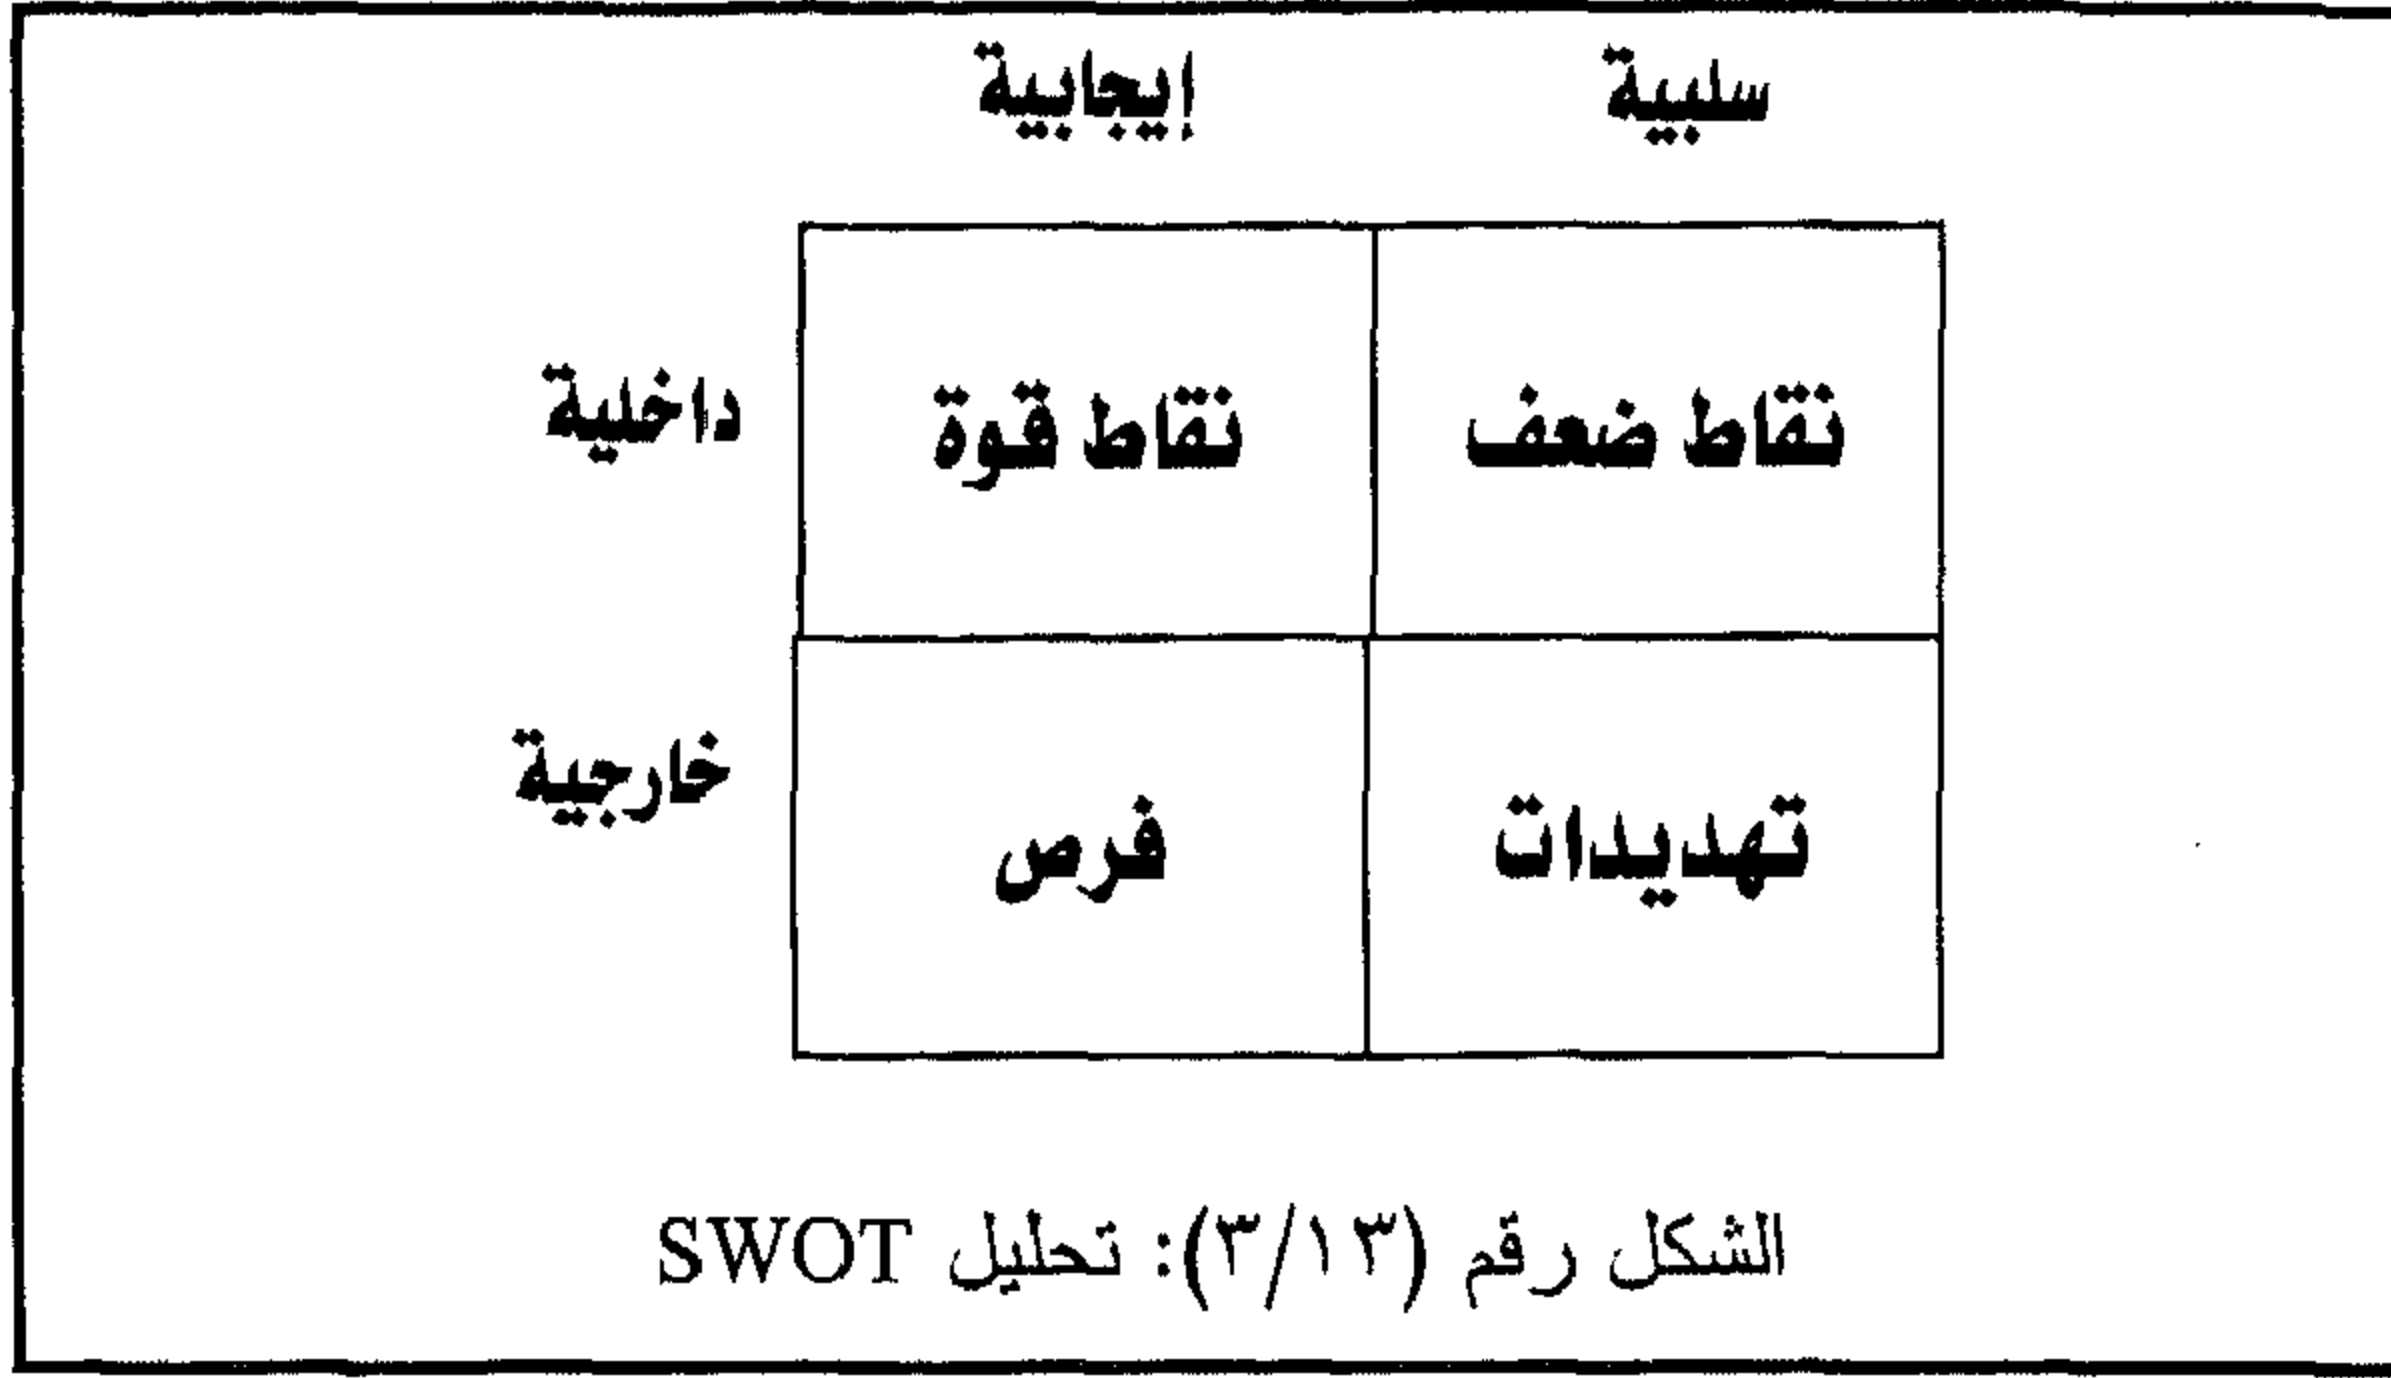 سلبية إيجابية
نقاط ضعف نقاط قوة داخلية
تهديدات فرص خارجية
الشكل رقم (٣/١٣): تحليل SWOT